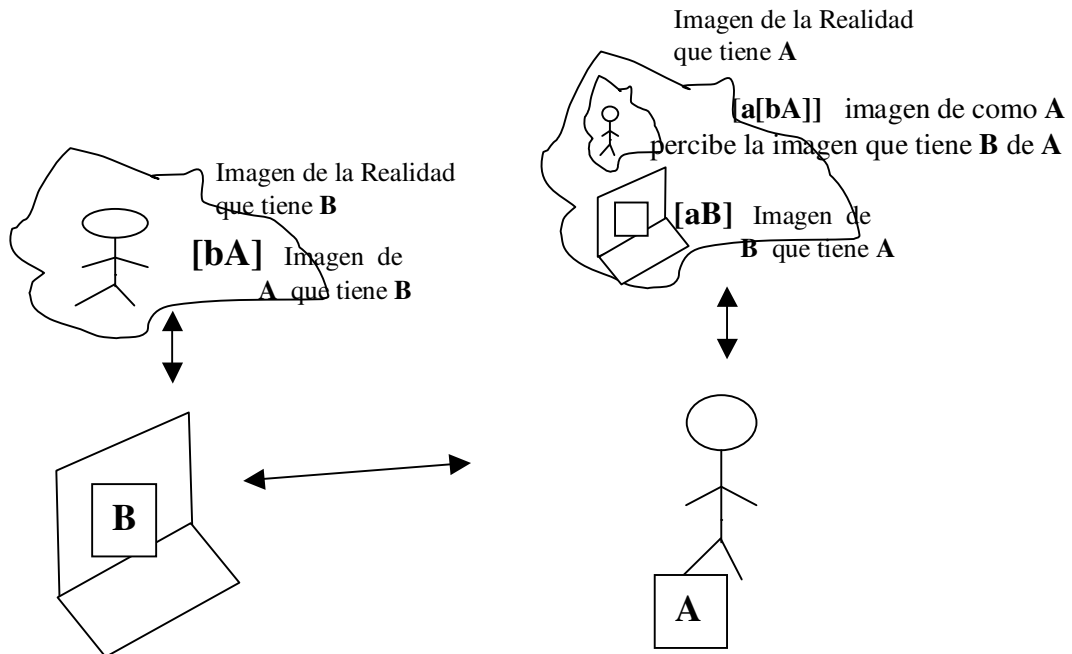 Imagen de la Realidad
que tiene A
[a[bA]] imagen de como A
percibe la imagen que tiene B de A
[aB] Imagen de
B que tiene A
Imagen de la Realidad
que tiene B
[bA] Imagen de
A que tiene B
B
A